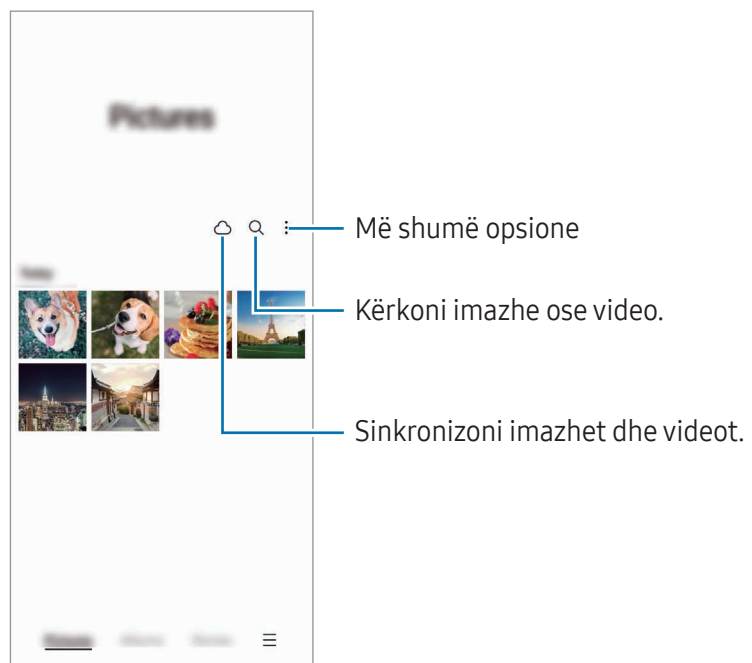 Pictures
Më shumë opsione
Kërkoni imazhe ose video.
Sinkronizoni imazhet dhe videot.